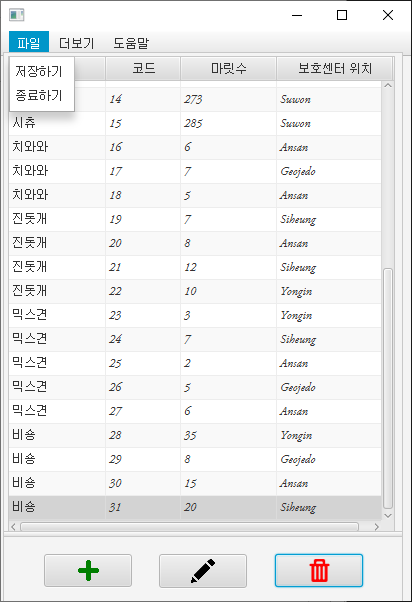 파일 더보기 도움말
저장하기
종료하기
코드 마릿수 보호센터 위치
14 273 Suwon
시츄 15 285 Suwon
치와와 16 6 Ansan
치와와 17 7 Geojedo
치와와 18 5 Ansan
진돗개 19 7 Siheung
진돗개 20 8 Ansan
진돗개 21 12 Siheung
진돗개 22 10 Yongin
믹스견 23 3 Yongin
믹스견 24 7 Siheung
믹스견 25 2 Ansan
믹스견 26 5 Geojedo
믹스견 27 6 Ansan
비숑 28 35 Yongin
비숑 29 8 Geojedo
비숑 30 15 Ansan
비숑 31 20 Siheung